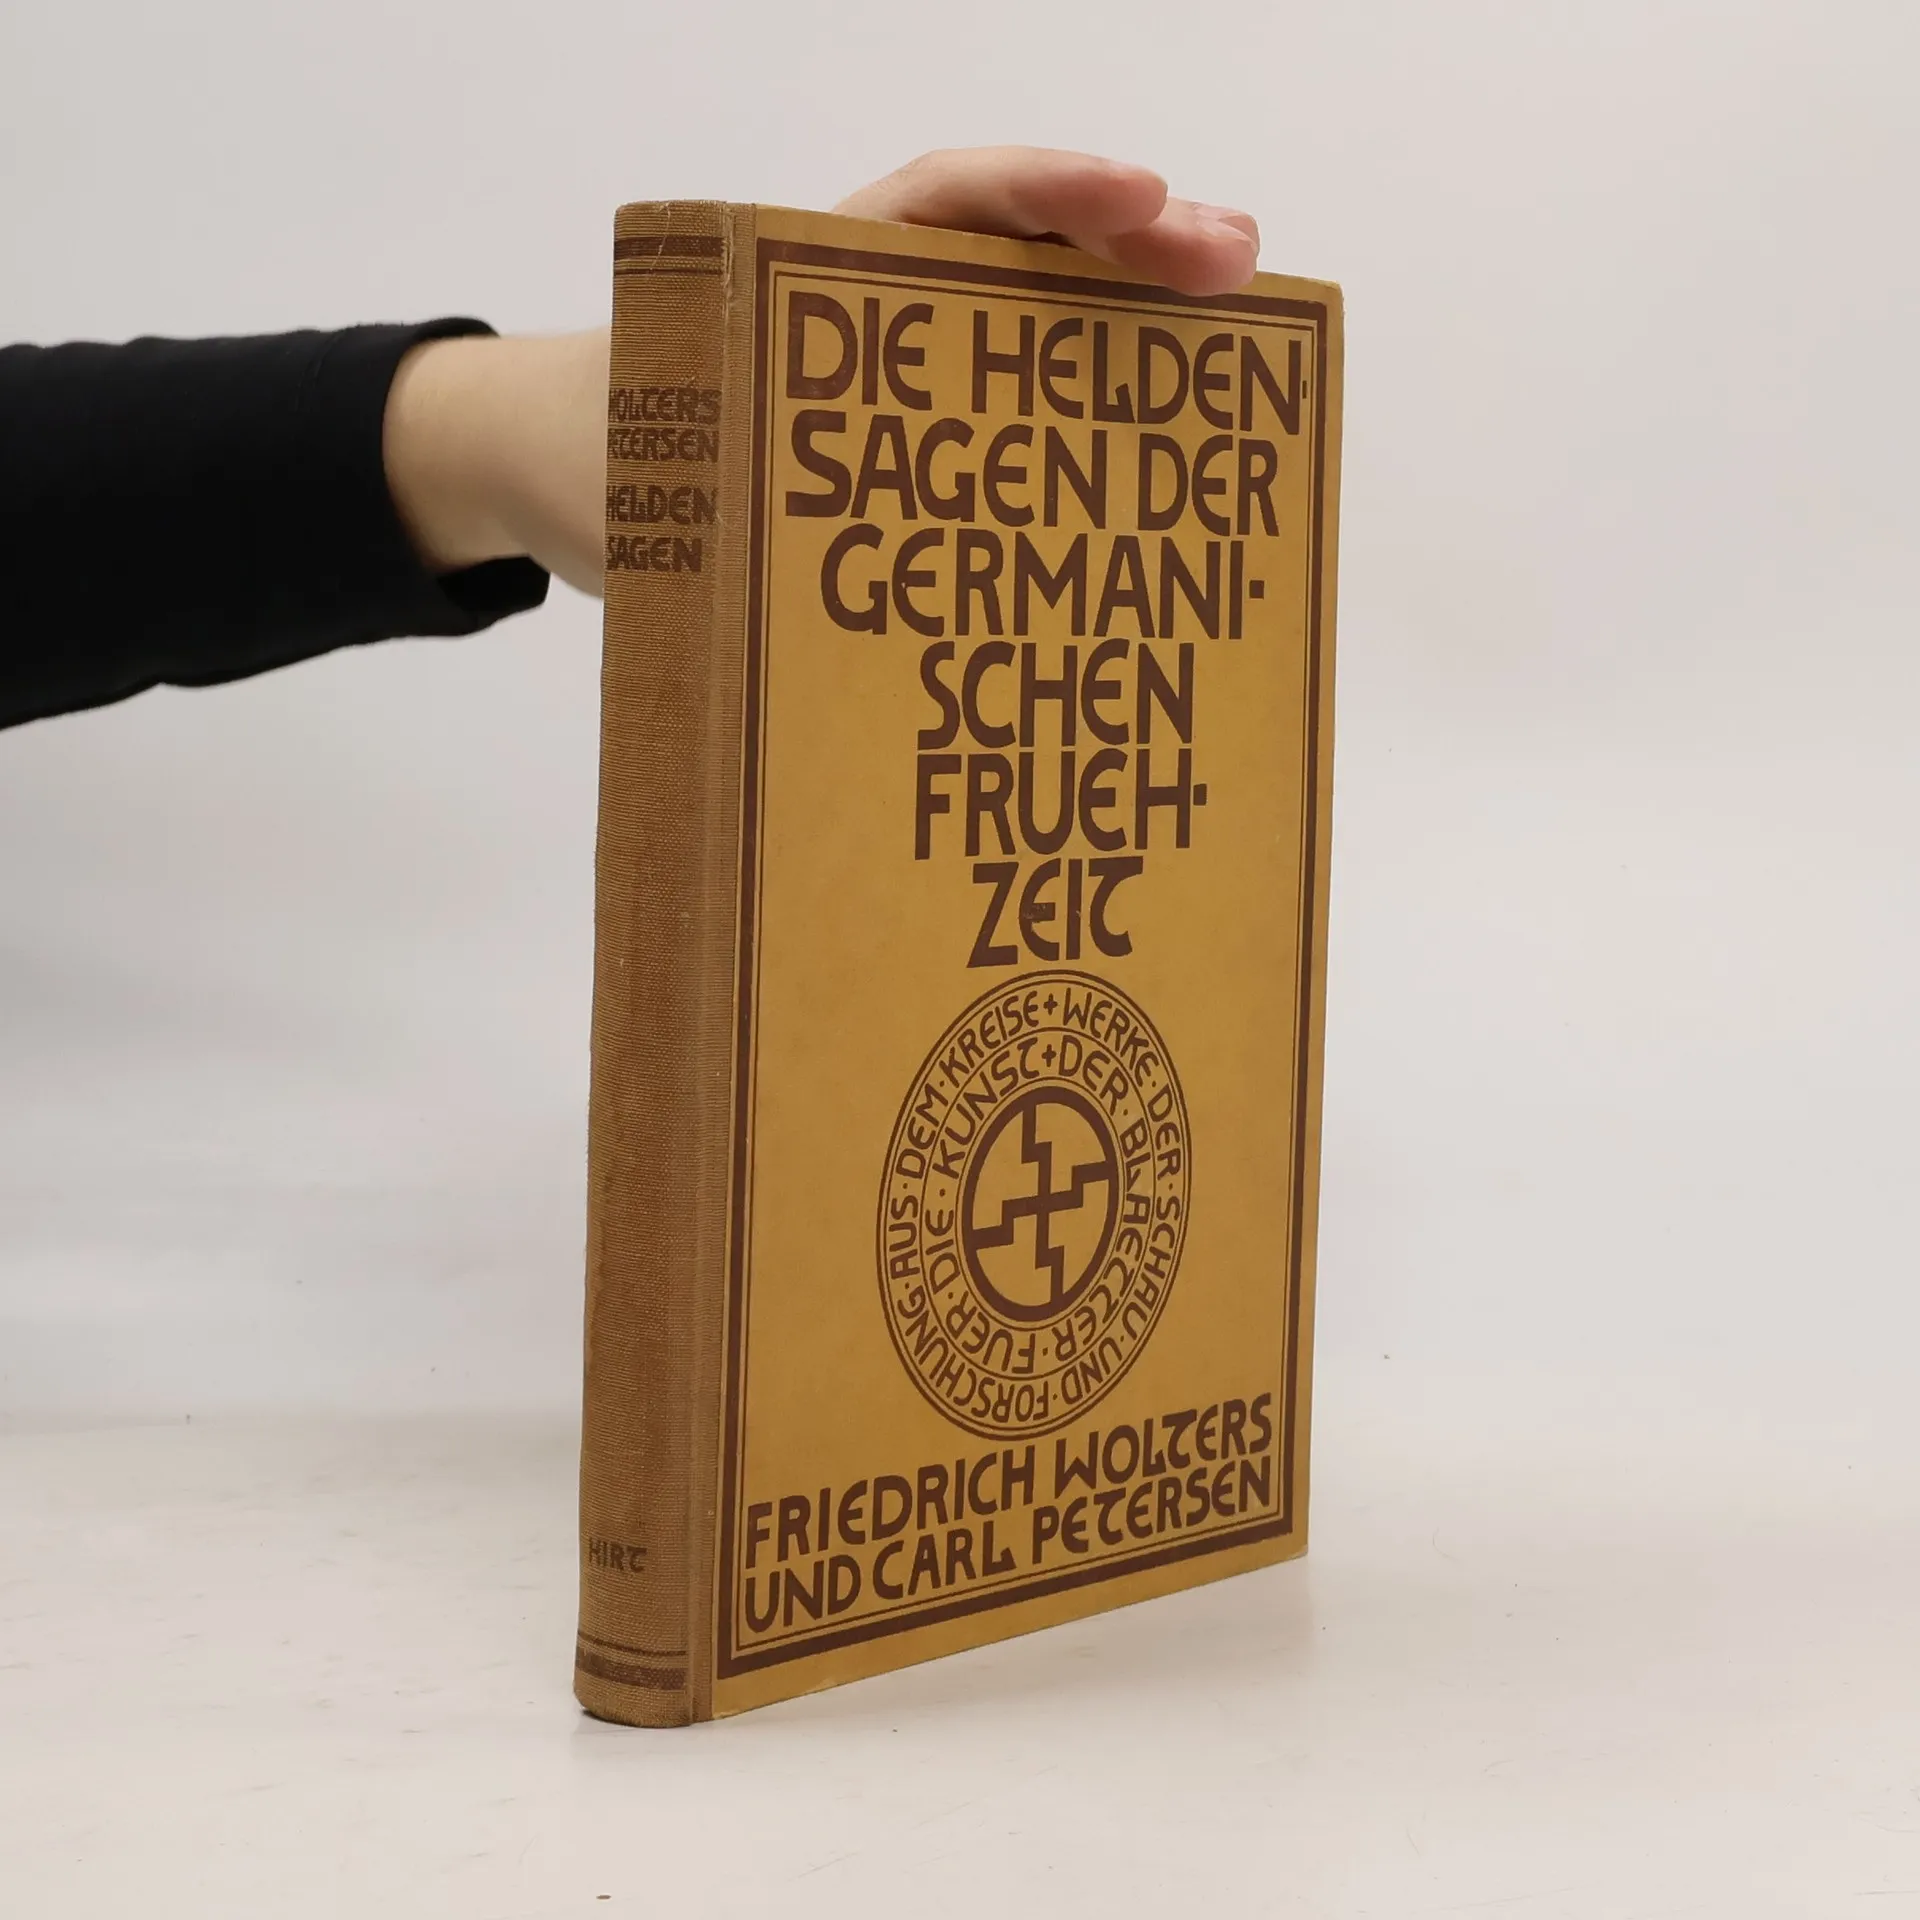 WOLTERS
PETERSEN
HELDEN
SAGEN
HIRT
DIE HELDEN-
SAGEN DER
GERMANI-
SCHEN
FRUEH-
ZEIT
WERKE·DER·SCHAU·UND·FORSCHUNG·AUS·DEM·KREISE+
DER·BLAETTER·FUER·DIE·KUNST+
FRIEDRICH WOLTERS
UND CARL PETERSEN